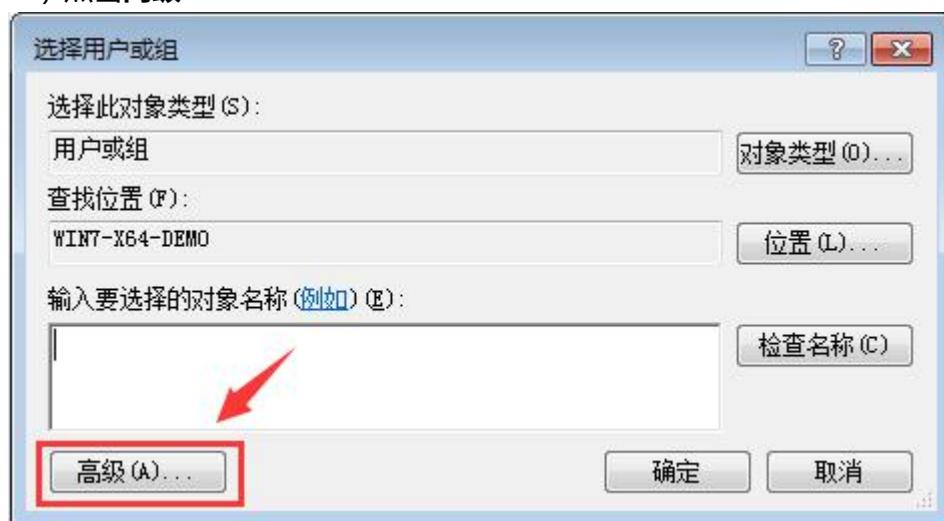 选择用户或组
选择此对象类型(S):
用户或组
对象类型(O)...
查找位置(F):
WIN7-X64-DEMO
位置(L)...
输入要选择的对象名称(例如)(E):
检查名称(C)
高级(A)...
确定
取消